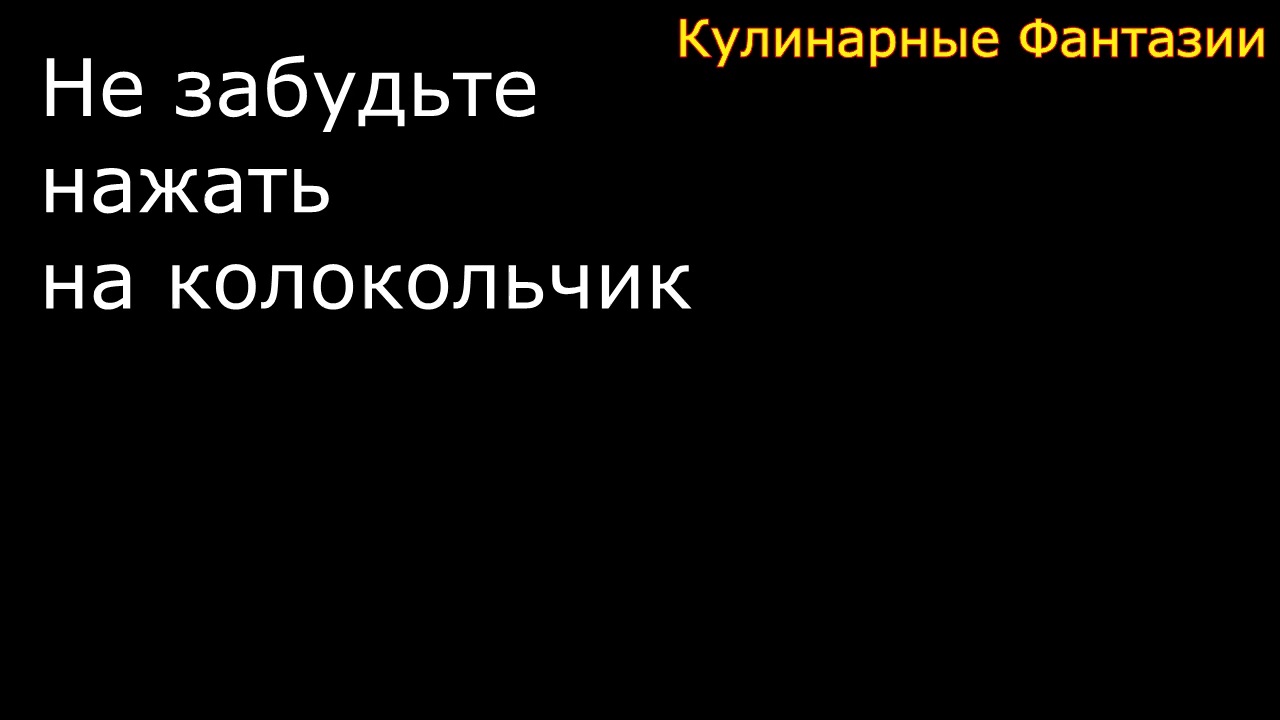 Кулинарные Фантазии
Не забудьте
нажать
на колокольчик